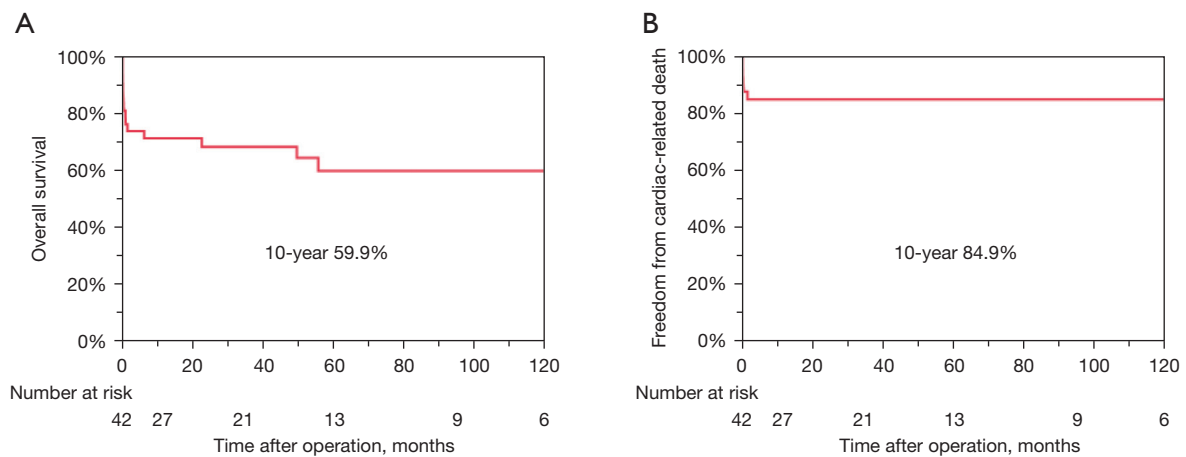 A
Overall survival
100%
80%
60%
40%
20%
0%
10-year 59.9%
0 20 40 60 80 100 120
Number at risk
42 27 21 13 9 6
Time after operation, months
B
Freedom from cardiac-related death
100%
80%
60%
40%
20%
0%
10-year 84.9%
0 20 40 60 80 100 120
Number at risk
42 27 21 13 9 6
Time after operation, months